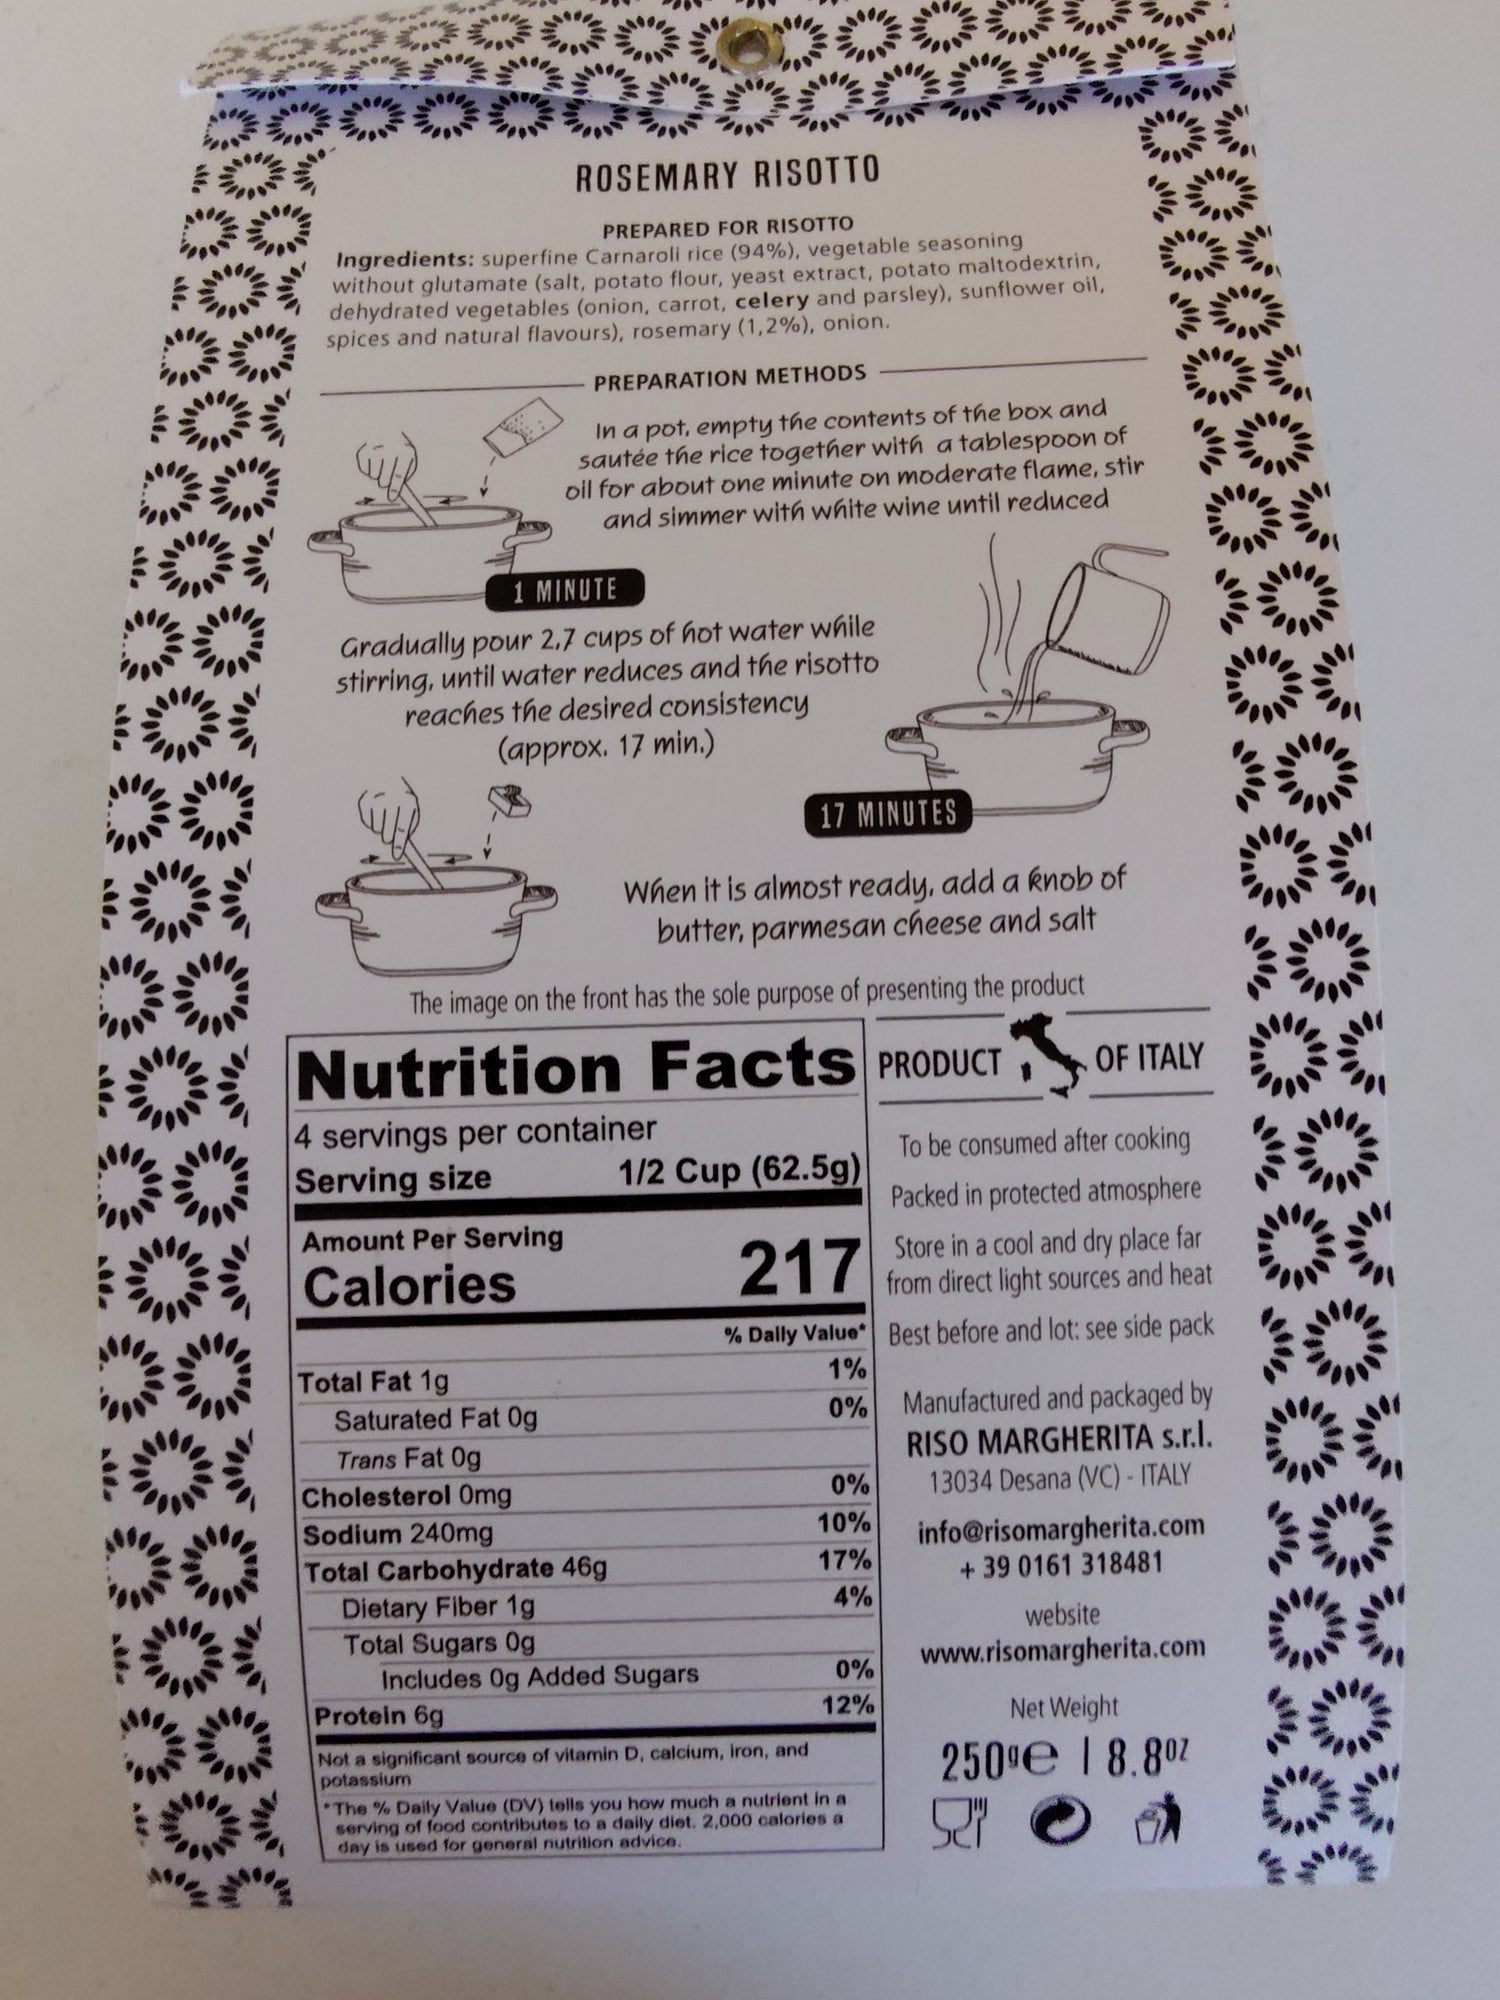 ROSEMARY RISOTTO
PREPARED FOR RISOTTO
Ingredients: superfine Carnaroli rice (94%), vegetable seasoning
without glutamate (salt, potato flour, yeast extract, potato maltodextrin,
dehydrated vegetables (onion, carrot, celery and parsley), sunflower oil,
spices and natural flavours), rosemary (1,2%), onion.
PREPARATION METHODS
In a pot, empty the contents of the box and
sautée the rice together with a tablespoon of
oil for about one minute on moderate flame, stir
and simmer with white wine until reduced
1 MINUTE
Gradually pour 2,7 cups of hot water while
stirring, until water reduces and the risotto
reaches the desired consistency
(approx. 17 min.)
17 MINUTES
When it is almost ready, add a knob of
butter, parmesan cheese and salt
The image on the front has the sole purpose of presenting the product
Nutrition Facts
4 servings per container
Serving size 1/2 Cup (62.5g)
Amount Per Serving
Calories 217
% Daily Value*
Total Fat 1g 1%
Saturated Fat 0g 0%
Trans Fat 0g
Cholesterol 0mg 0%
Sodium 240mg 10%
Total Carbohydrate 46g 17%
Dietary Fiber 1g 4%
Total Sugars 0g
Includes 0g Added Sugars 0%
Protein 6g 12%
Not a significant source of vitamin D, calcium, iron, and
potassium
*The % Daily Value (DV) tells you how much a nutrient in a
serving of food contributes to a daily diet. 2,000 calories a
day is used for general nutrition advice.
PRODUCT OF ITALY
To be consumed after cooking
Packed in protected atmosphere
Store in a cool and dry place far
from direct light sources and heat
Best before and lot: see side pack
Manufactured and packaged by
RISO MARGHERITA s.r.l.
13034 Desana (VC) - ITALY
info@risomargherita.com
+ 39 0161 318481
website
www.risomargherita.com
Net Weight
250g℮ | 8.8oz